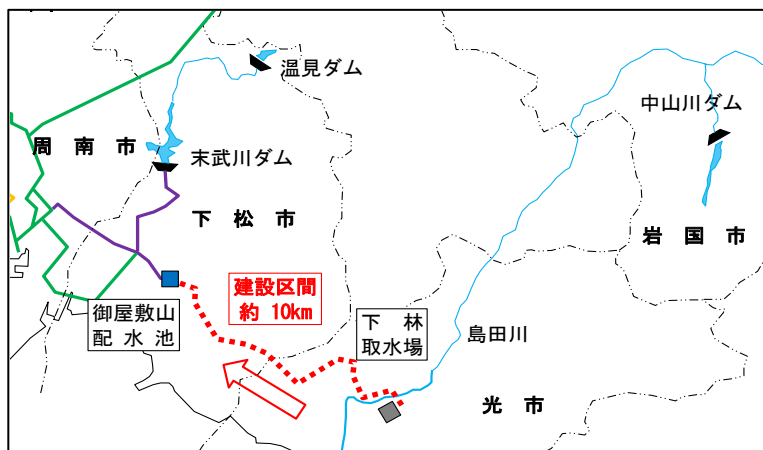 温見ダム
中山川ダム
周南市
末武川ダム
下松市
岩国市
建設区間
約 10km
御屋敷山
配水池
下林
取水場
島田川
光市